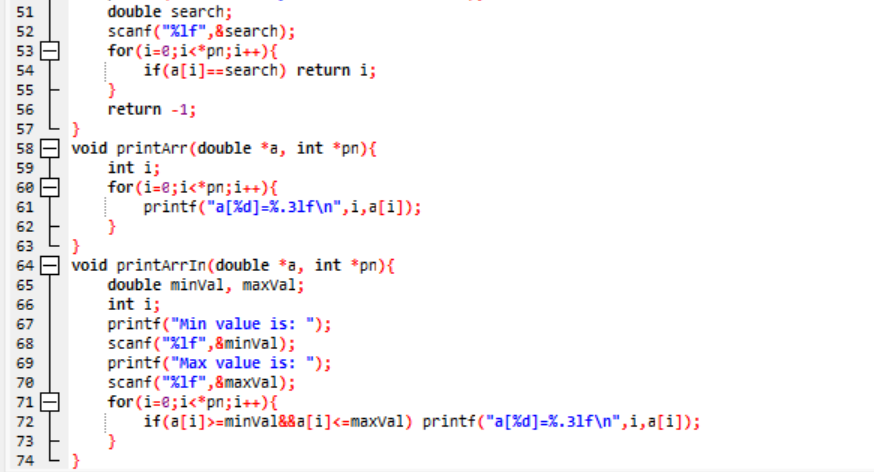 51 double search;
52 scanf("%lf",&search);
53 for(i=0;i<*pn;i++){
54 if(a[i]==search) return i;
55 }
56 return -1;
57 }
58 void printArr(double *a, int *pn){
59 int i;
60 for(i=0;i<*pn;i++){
61 printf("a[%d]=%.3lf\n",i,a[i]);
62 }
63 }
64 void printArrIn(double *a, int *pn){
65 double minVal, maxVal;
66 int i;
67 printf("Min value is: ");
68 scanf("%lf",&minVal);
69 printf("Max value is: ");
70 scanf("%lf",&maxVal);
71 for(i=0;i<*pn;i++){
72 if(a[i]>=minVal&&a[i]<=maxVal) printf("a[%d]=%.3lf\n",i,a[i]);
73 }
74 }